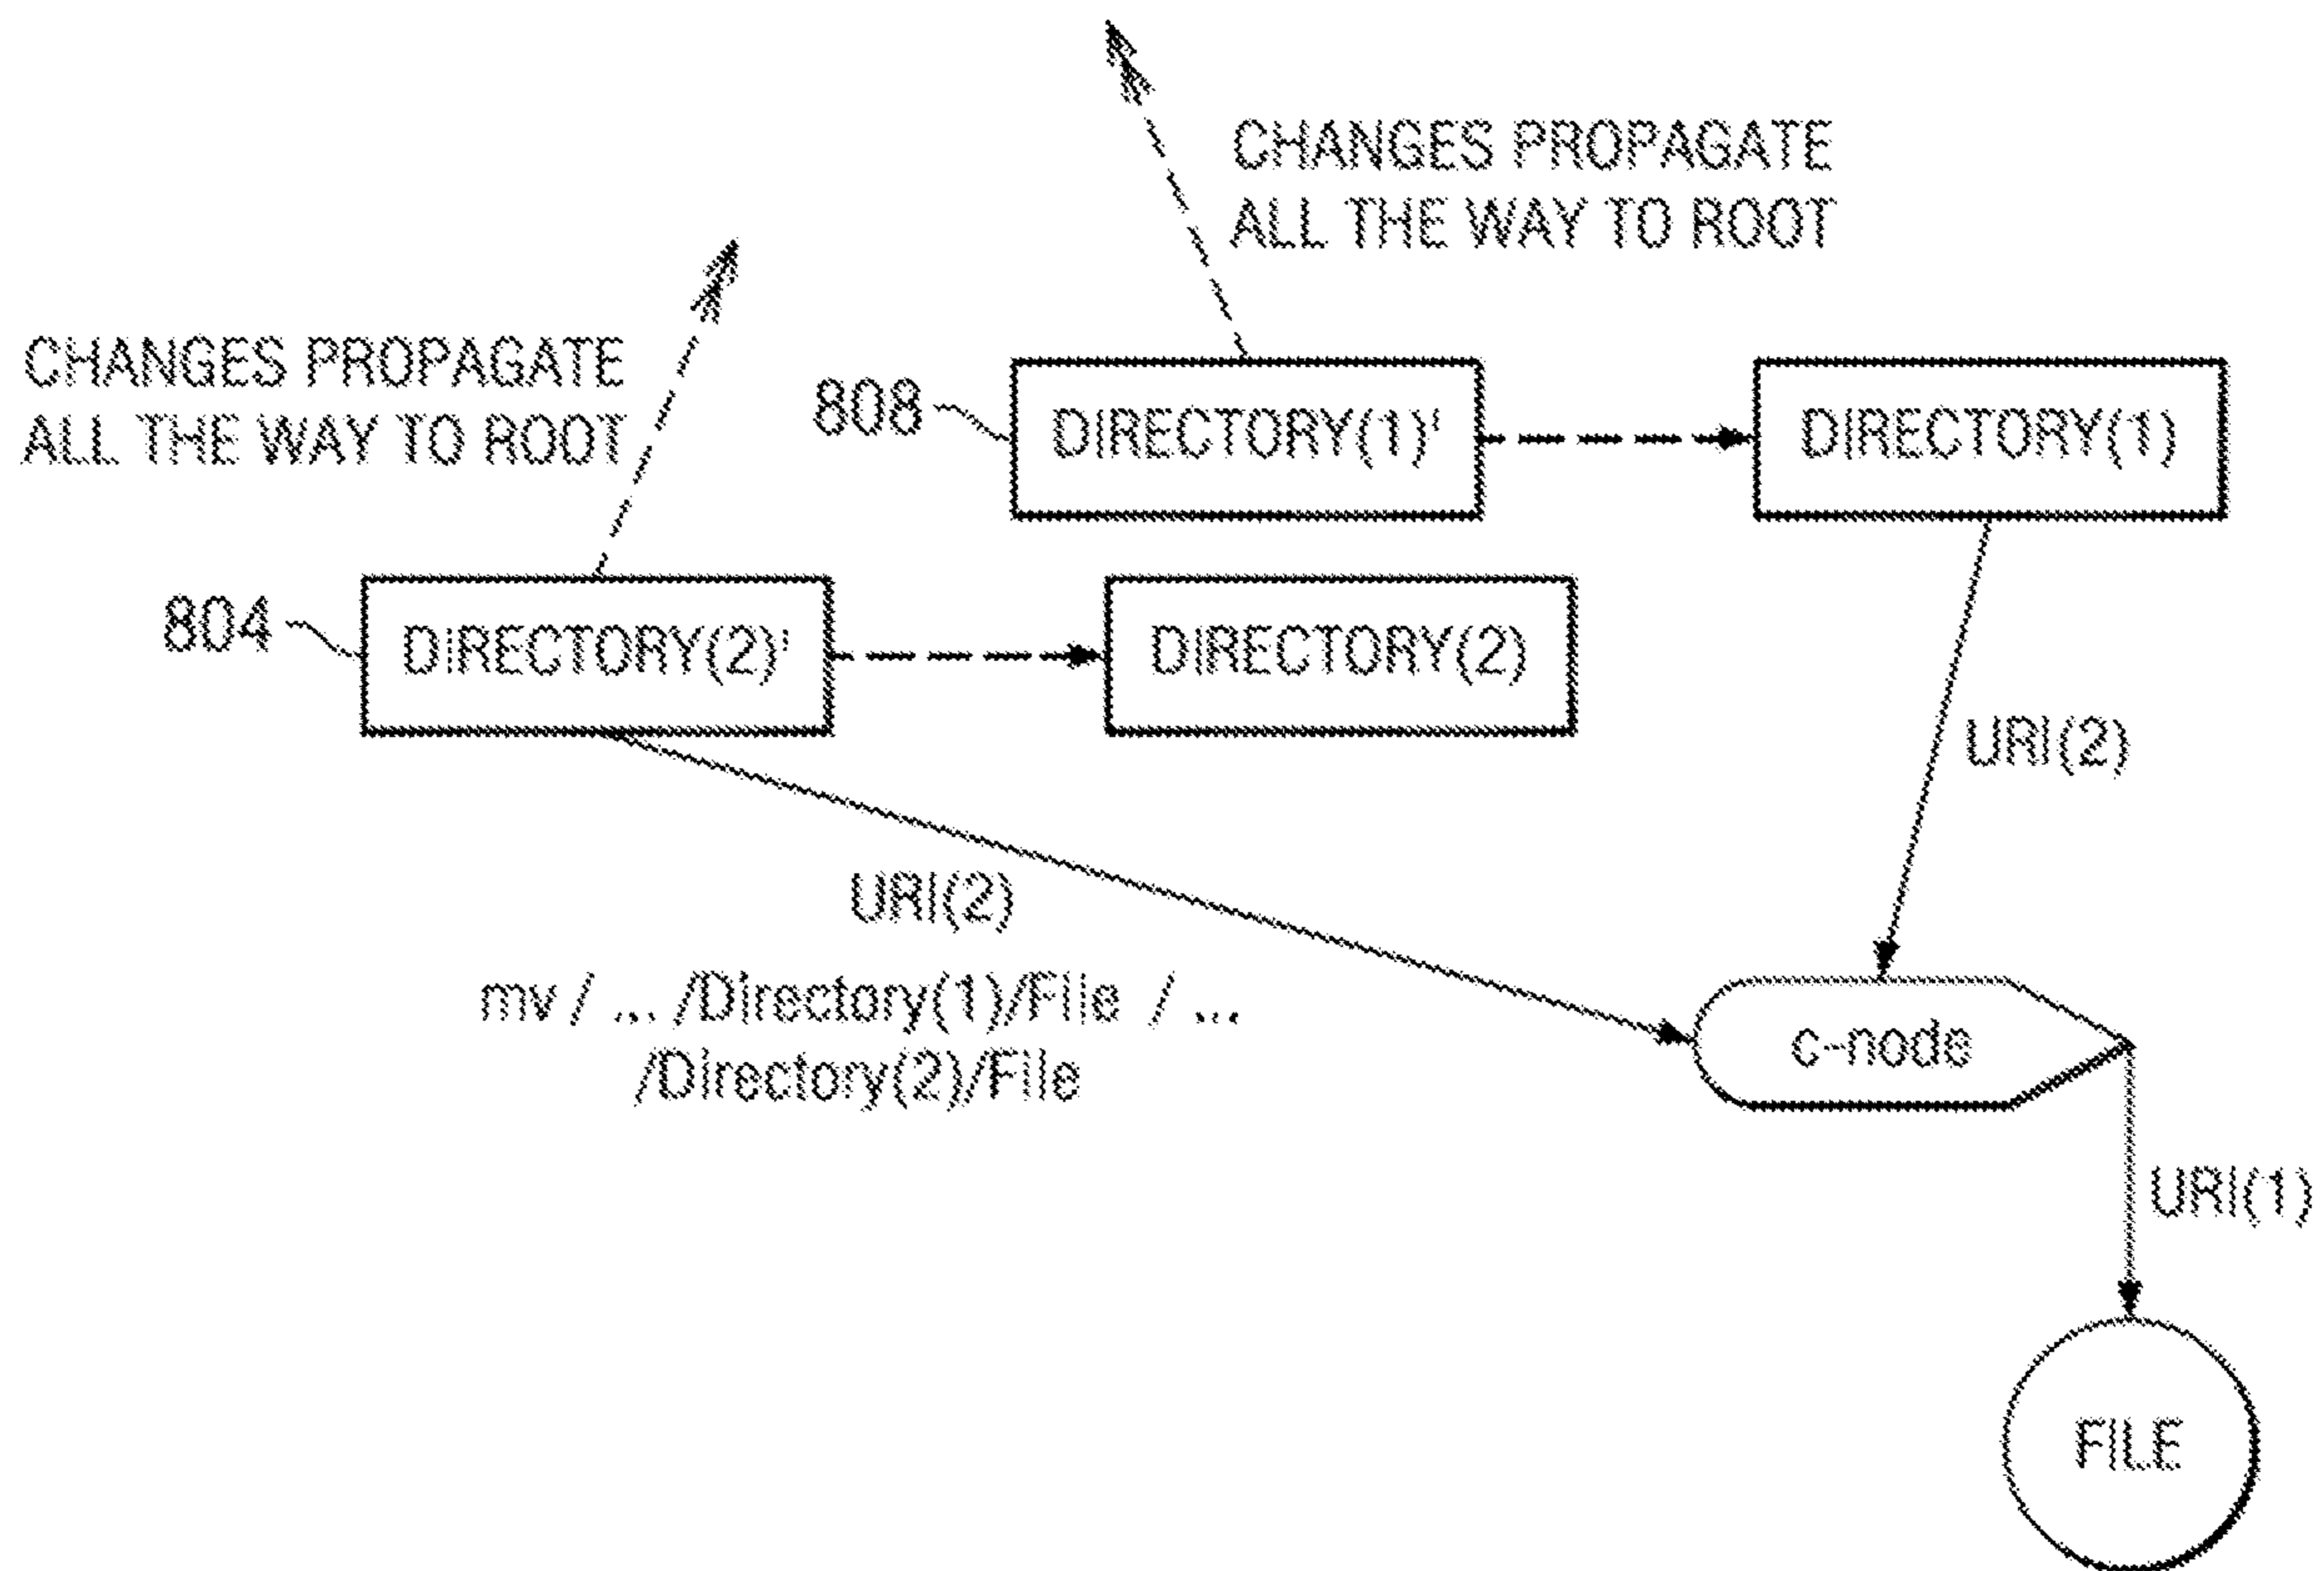 CHANGES PROPAGATE
ALL THE WAY TO ROOT
CHANGES PROPAGATE
ALL THE WAY TO ROOT
808
DIRECTORY(1)'
DIRECTORY(1)
804
DIRECTORY(2)'
DIRECTORY(2)
URI(2)
URI(2)
mv / ... /Directory(1)/File / ...
/Directory(2)/File
c-node
URI(1)
FILE